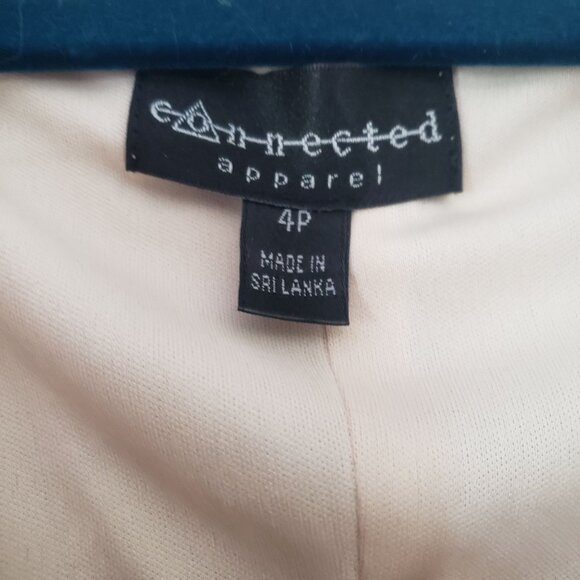 connected
apparel
4P
MADE IN
SRI LANKA